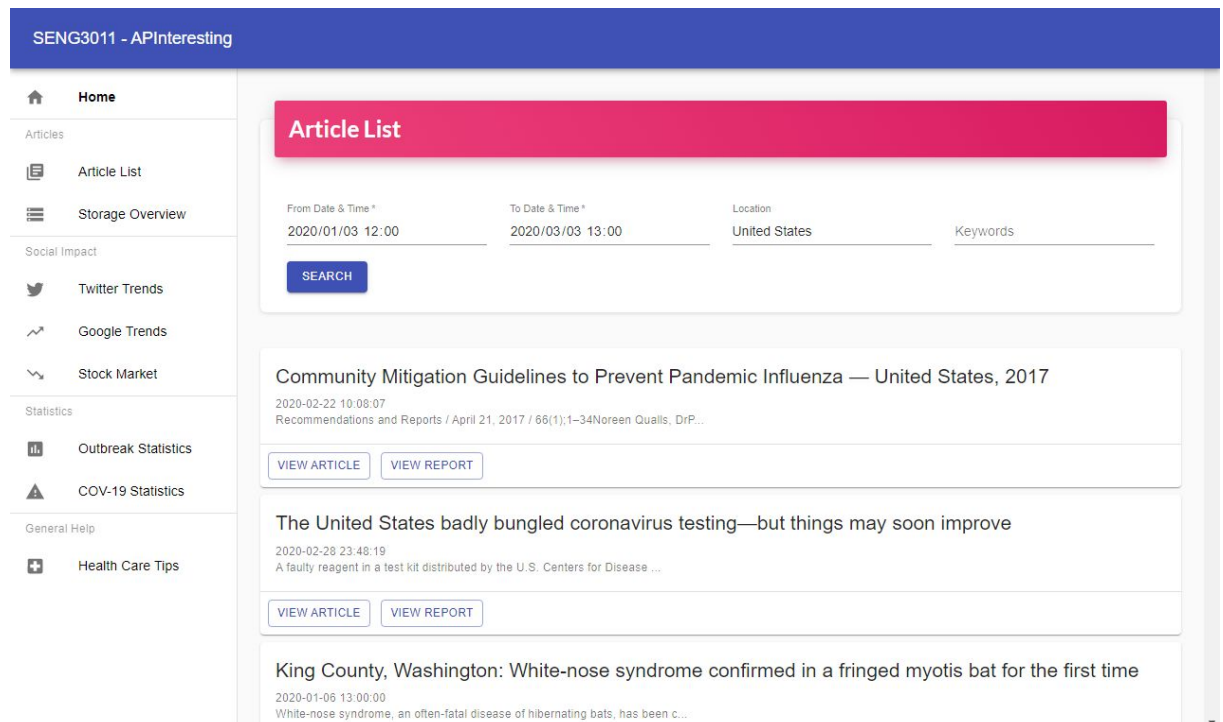 SENG3011 - APInteresting
Home
Articles
Article List
Storage Overview
Social Impact
Twitter Trends
Google Trends
Stock Market
Statistics
Outbreak Statistics
COV-19 Statistics
General Help
Health Care Tips
Article List
From Date & Time *
2020/01/03 12:00
To Date & Time *
2020/03/03 13:00
Location
United States
Keywords
SEARCH
Community Mitigation Guidelines to Prevent Pandemic Influenza — United States, 2017
2020-02-22 10:08:07
Recommendations and Reports / April 21, 2017 / 66(1);1–34Noreen Qualls, DrP...
VIEW ARTICLE
VIEW REPORT
The United States badly bungled coronavirus testing—but things may soon improve
2020-02-28 23:48:19
A faulty reagent in a test kit distributed by the U.S. Centers for Disease ...
VIEW ARTICLE
VIEW REPORT
King County, Washington: White-nose syndrome confirmed in a fringed myotis bat for the first time
2020-01-06 13:00:00
White-nose syndrome, an often-fatal disease of hibernating bats, has been c...